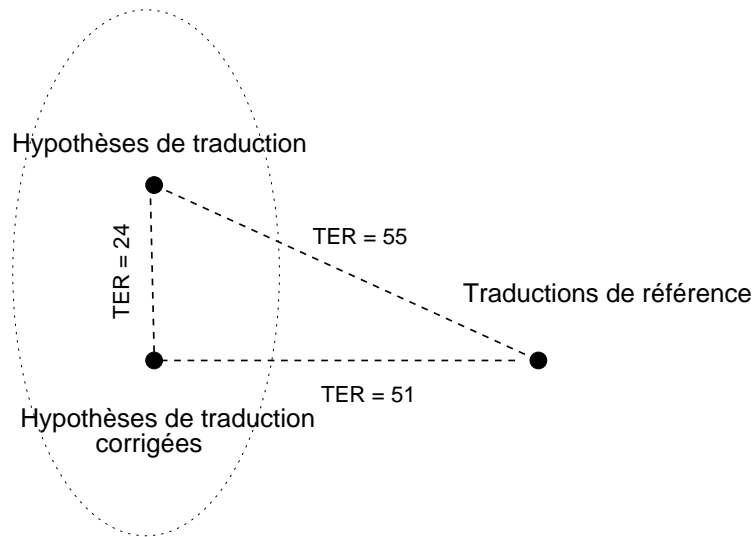 Hypothèses de traduction
TER = 55
TER = 24
Traductions de référence
TER = 51
Hypothèses de traduction
corrigées